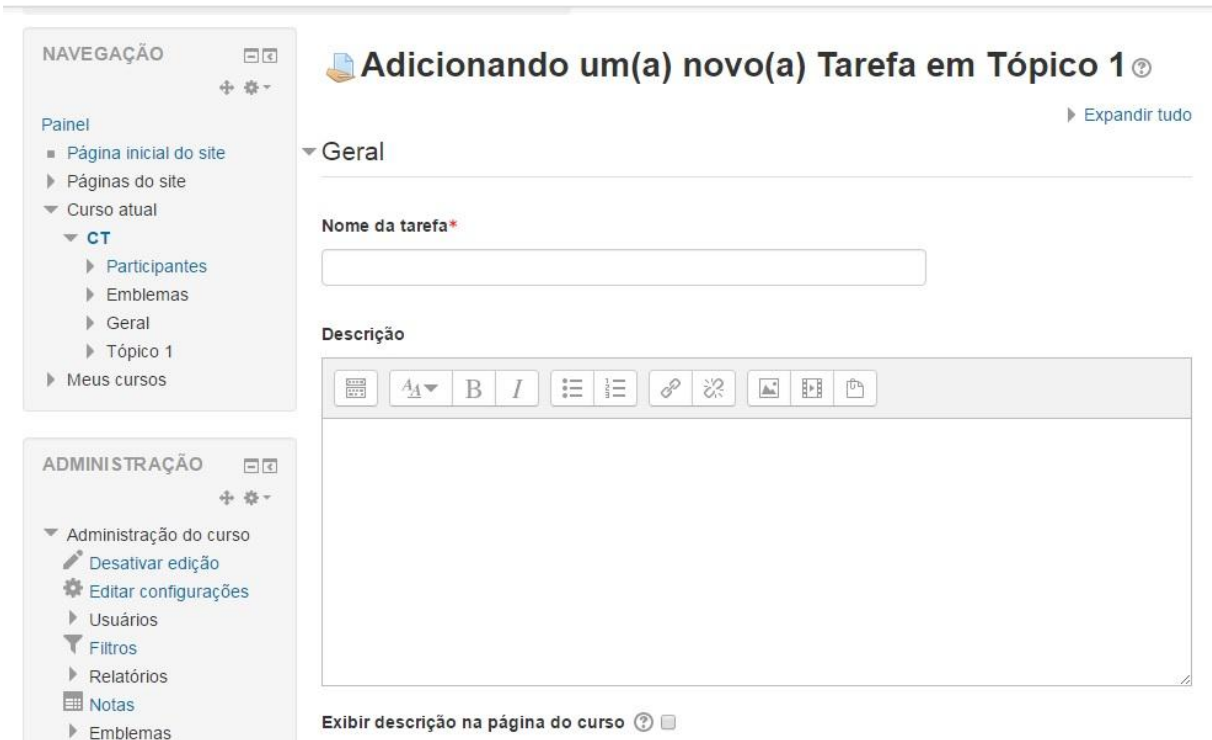 NAVEGAÇÃO
Painel
Página inicial do site
Páginas do site
Curso atual
CT
Participantes
Emblemas
Geral
Tópico 1
Meus cursos
ADMINISTRAÇÃO
Administração do curso
Desativar edição
Editar configurações
Usuários
Filtros
Relatórios
Notas
Emblemas
Adicionando um(a) novo(a) Tarefa em Tópico 1
Expandir tudo
Geral
Nome da tarefa*
Descrição
Exibir descrição na página do curso